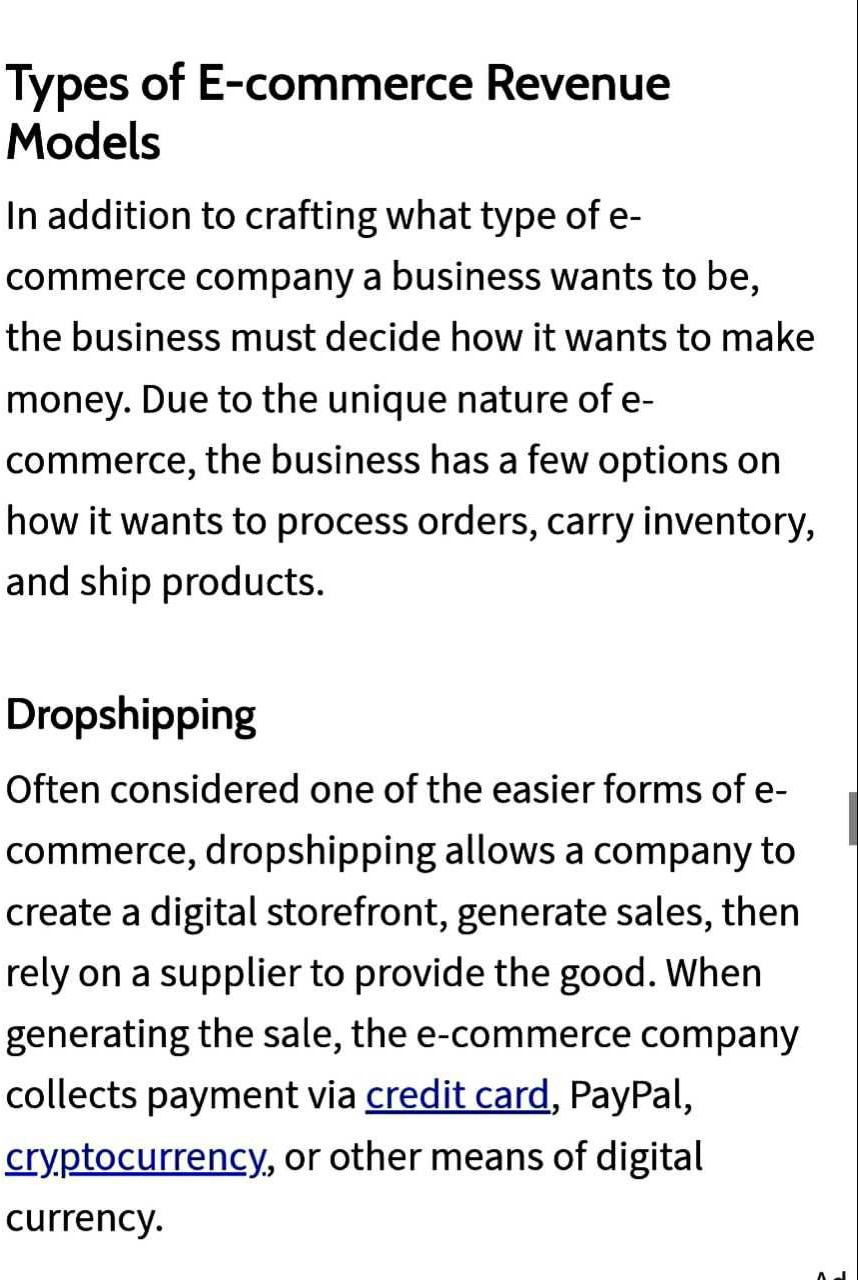 Types of E-commerce Revenue
Models
In addition to crafting what type of e-
commerce company a business wants to be,
the business must decide how it wants to make
money. Due to the unique nature of e-
commerce, the business has a few options on
how it wants to process orders, carry inventory,
and ship products.
Dropshipping
Often considered one of the easier forms of e-
commerce, dropshipping allows a company to
create a digital storefront, generate sales, then
rely on a supplier to provide the good. When
generating the sale, the e-commerce company
collects payment via credit card, PayPal,
cryptocurrency, or other means of digital
currency.
Ad